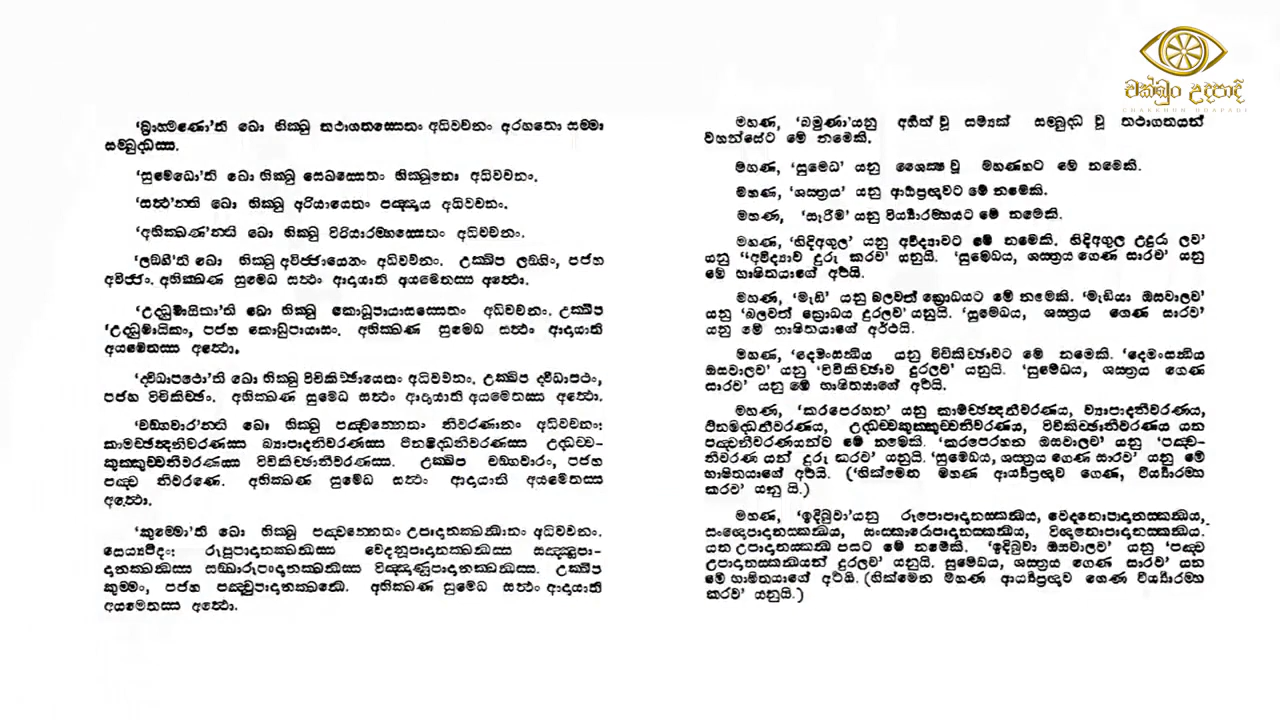 'බ්‍රාහ්මණො'ති ඛො භික්ඛු තථාගතස්සෙතං අධිවචනං අරහතො සම්මා
සම්බුද්ධස්ස.
'සුමෙධො'ති ඛො භික්ඛු සෙඛස්සෙතං භික්ඛුනො අධිවචනං.
'සත්ථ'න්ති ඛො භික්ඛු අරියායෙතං පඤ්ඤාය අධිවචනං.
'අභික්ඛණ'න්ති ඛො භික්ඛු විරියාරම්භස්සෙතං අධිවචනං.
'ලඞ්ගී'ති ඛො භික්ඛු අවිජ්ජායෙතං අධිවචනං. උක්ඛිප ලඞ්ගිං, පජහ
අවිජ්ජං. අභික්ඛණ සුමෙධ සත්ථං ආදායාති අයමෙතස්ස අත්ථො.
'උද්ධුමායිකා'ති ඛො භික්ඛු කොධූපායාසස්සෙතං අධිවචනං. උක්ඛිප
'උද්ධුමායිකං, පජහ කොධුපායාසං. අභික්ඛණ සුමෙධ සත්ථං ආදායාති
අයමෙතස්ස අත්ථො.
'ද්විධාපථො'ති ඛො භික්ඛු විචිකිච්ඡායෙතං අධිවචනං. උක්ඛිප ද්විධාපථං,
පජහ විචිකිච්ඡං. අභික්ඛණ සුමෙධ සත්ථං ආදායාති අයමෙතස්ස අත්ථො.
'චඞ්ගවාර'න්ති ඛො භික්ඛු පඤ්චන්නෙතං නීවරණානං අධිවචනං:
කාමච්ඡන්දනීවරණස්ස බ්‍යාපාදනීවරණස්ස ථීනමිද්ධනීවරණස්ස උද්ධච්ච-
කුක්කුච්චනීවරණස්ස විචිකිච්ඡානීවරණස්ස. උක්ඛිප චඞ්ගවාරං, පජහ
පඤ්ච නීවරණෙ. අභික්ඛණ සුමෙධ සත්ථං ආදායාති අයමෙතස්ස
අත්ථො.
'කුම්මො'ති ඛො භික්ඛු පඤ්චන්නෙතං උපාදානක්ඛන්ධානං අධිවචනං.
සෙය්‍යථිදං: රූපූපාදානක්ඛන්ධස්ස වෙදනූපාදානක්ඛන්ධස්ස සඤ්ඤූපා-
දානක්ඛන්ධස්ස සඞ්ඛාරූපාදානක්ඛන්ධස්ස විඤ්ඤාණූපාදානක්ඛන්ධස්ස. උක්ඛිප
කුම්මං, පජහ පඤ්චුපාදානක්ඛන්ධෙ. අභික්ඛණ සුමෙධ සත්ථං ආදායාති
අයමෙතස්ස අත්ථො.
චක්ඛුං උදපාදි
CHAKKHUN UDAPADI
මහණ, 'බමුණා'යනු අර්හත් වූ සම්‍යක් සම්බුද්ධ වූ තථාගතයන්
වහන්සේට මේ නමෙකි.
මහණ, 'සුමෙධ' යනු ශෛක්‍ෂ වූ මහණහට මේ නමෙකි.
මහණ, 'ශස්ත්‍රය' යනු ආර්‍ය්‍යප්‍රඥාවට මේ නමෙකි.
මහණ, 'සෑරීම' යනු වීර්‍ය්‍යාරම්භයට මේ නමෙකි.
මහණ, 'හිදිඅගුල' යනු අවිද්‍යාවට මේ නමෙකි. හිදිඅගුල උදුරා ලව'
යනු "අවිද්‍යාව දුරු කරව' යනුයි. 'සුමෙධය, ශස්ත්‍රය ගෙණ සාරව' යනු
මේ භාෂිතයාගේ අර්ථයි.
මහණ, 'මැඩි' යනු බලවත් ක්‍රොධයට මේ නමෙකි. 'මැඩියා ඔසවාලව'
යනු 'බලවත් ක්‍රොධය දුරලව' යනුයි. 'සුමෙධය, ශස්ත්‍රය ගෙණ සාරව'
යනු මේ භාෂිතයාගේ අර්ථයි.
මහණ, 'දෙමංසන්ධිය යනු විචිකිච්ඡාවට මේ නමෙකි. 'දෙමංසන්ධිය
ඔසවාලව' යනු 'විචිකිච්ඡාව දුරලව' යනුයි. 'සුමෙධය, ශස්ත්‍රය ගෙණ
සාරව' යනු මේ භාෂිතයාගේ අර්ථයි.
මහණ, 'කරපෙරහන' යනු කාමච්ඡන්දනීවරණය, ව්‍යාපාදනීවරණය,
ථිනමිද්ධනීවරණය, උද්ධච්චකුක්කුච්චනීවරණය, විචිකිච්ඡානීවරණය යන
පඤ්චනීවරණයන්ට මේ නමෙකි. 'කරපෙරහන ඔසවාලව' යනු 'පඤ්ච-
නීවරණ යන් දුරු කරව' යනුයි. 'සුමෙධය, ශස්ත්‍රය ගෙණ සාරව' යනු මේ
භාෂිතයාගේ අර්ථයි. ('භික්මෙන මහණ ආර්‍ය්‍යප්‍රඥාව ගෙණ, වීර්‍ය්‍යාරම්භ
කරව' යනු යි.)
මහණ, 'ඉදිබුවා'යනු රූපොපාදානස්කන්ධය, වෙදනොපාදානස්කන්ධය,
සංඥොපාදානස්කන්ධය, සංස්කාරොපාදානස්කන්ධය, විඥානොපාදානස්කන්ධය.
යන උපාදානස්කන්ධ පසට මේ නමෙකි. 'ඉදිබුවා ඔසවාලව' යනු 'පඤ්ච
උපාදානස්කන්ධයන් දුරලව' යනුයි. සුමෙධය, ශස්ත්‍රය ගෙණ සාරව' යන
මේ භාෂිතයාගේ අර්ථයි. (භික්මෙන මහණ ආර්‍ය්‍යප්‍රඥාව ගෙණ වීර්‍ය්‍යාරම්භ
කරව' යනුයි.)